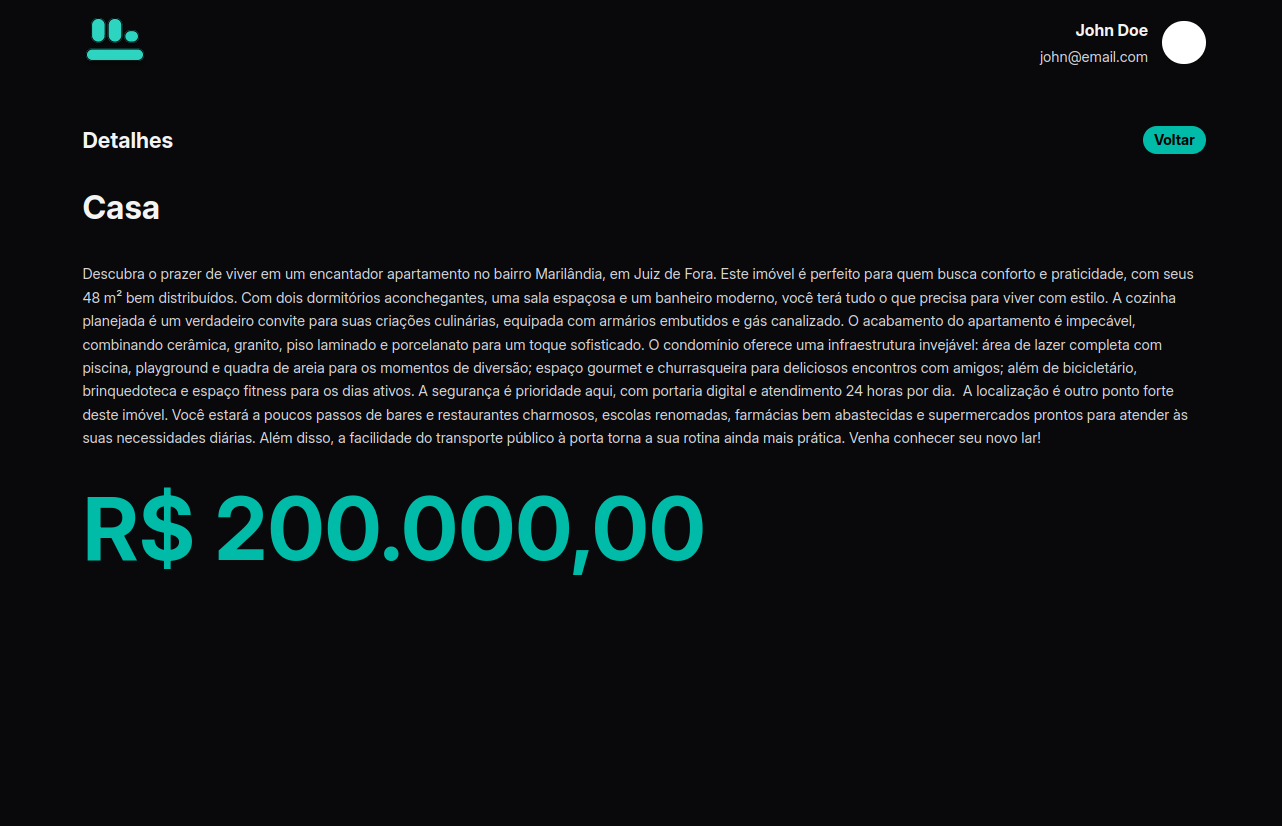 John Doe
john@email.com
Detalhes
Voltar
Casa
Descubra o prazer de viver em um encantador apartamento no bairro Marilândia, em Juiz de Fora. Este imóvel é perfeito para quem busca conforto e praticidade, com seus
48 m² bem distribuídos. Com dois dormitórios aconchegantes, uma sala espaçosa e um banheiro moderno, você terá tudo o que precisa para viver com estilo. A cozinha
planejada é um verdadeiro convite para suas criações culinárias, equipada com armários embutidos e gás canalizado. O acabamento do apartamento é impecável,
combinando cerâmica, granito, piso laminado e porcelanato para um toque sofisticado. O condomínio oferece uma infraestrutura invejável: área de lazer completa com
piscina, playground e quadra de areia para os momentos de diversão; espaço gourmet e churrasqueira para deliciosos encontros com amigos; além de bicicletário,
brinquedoteca e espaço fitness para os dias ativos. A segurança é prioridade aqui, com portaria digital e atendimento 24 horas por dia.  A localização é outro ponto forte
deste imóvel. Você estará a poucos passos de bares e restaurantes charmosos, escolas renomadas, farmácias bem abastecidas e supermercados prontos para atender às
suas necessidades diárias. Além disso, a facilidade do transporte público à porta torna a sua rotina ainda mais prática. Venha conhecer seu novo lar!
R$ 200.000,00